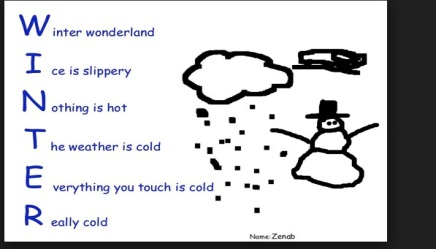 Winter wonderland
Ice is slippery
Nothing is hot
The weather is cold
Everything you touch is cold
Really cold
Name: Zenab